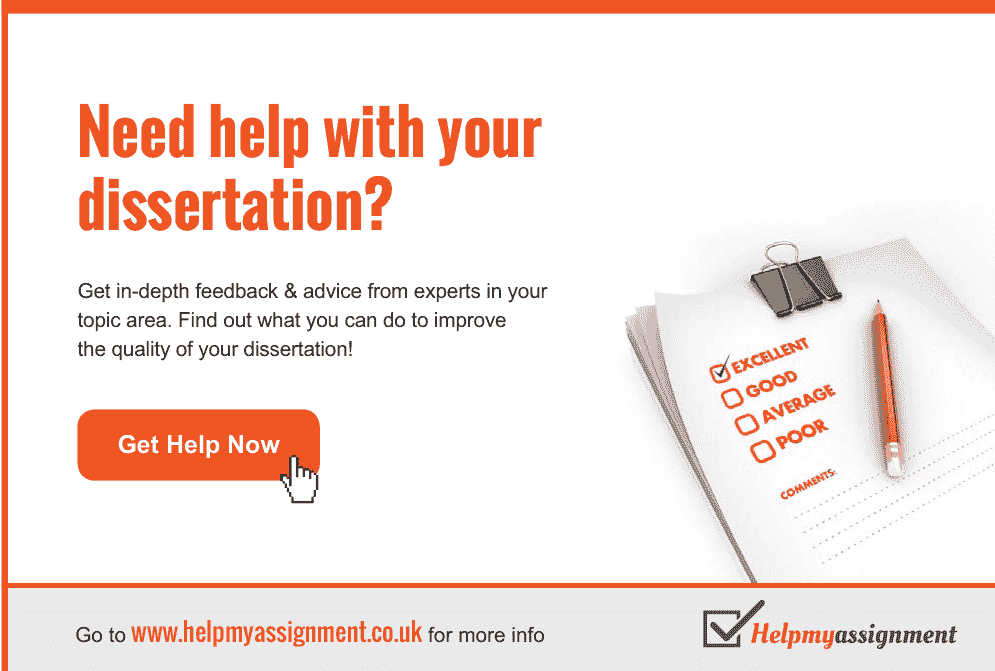 Need help with your
dissertation?
Get in-depth feedback & advice from experts in your
topic area. Find out what you can do to improve
the quality of your dissertation!
Get Help Now
EXCELLENT
GOOD
AVERAGE
POOR
COMMENTS:
Go to www.helpmyassignment.co.uk for more info
Helpmyassignment